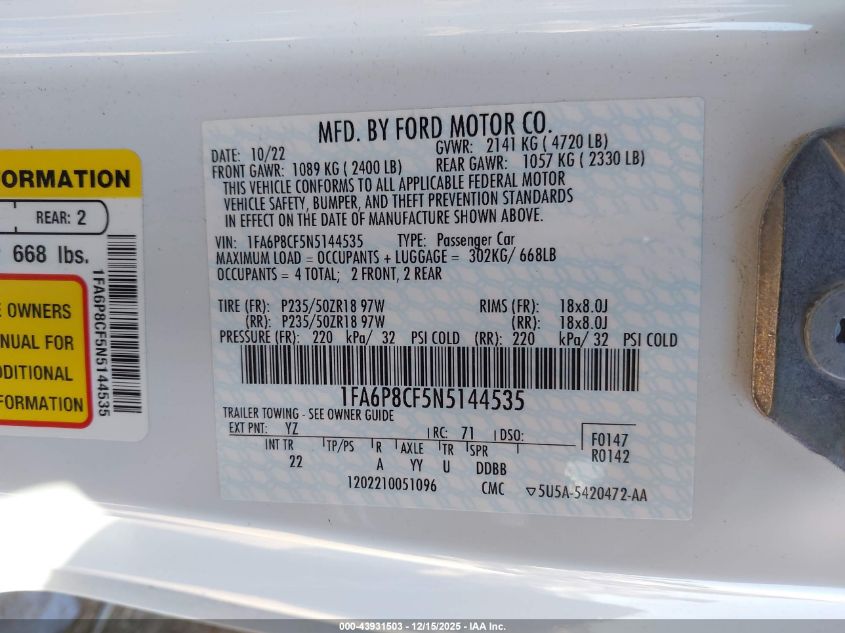 ORMATION
REAR: 2
668 lbs.
E OWNERS
NUAL FOR
DDITIONAL
FORMATION
1FA6P8CF5N5144535
MFD. BY FORD MOTOR CO.
DATE: 10/22 GVWR: 2141 KG ( 4720 LB)
FRONT GAWR: 1089 KG ( 2400 LB) REAR GAWR: 1057 KG ( 2330 LB)
THIS VEHICLE CONFORMS TO ALL APPLICABLE FEDERAL MOTOR
VEHICLE SAFETY, BUMPER, AND THEFT PREVENTION STANDARDS
IN EFFECT ON THE DATE OF MANUFACTURE SHOWN ABOVE.
VIN: 1FA6P8CF5N5144535 TYPE: Passenger Car
MAXIMUM LOAD = OCCUPANTS + LUGGAGE = 302KG/ 668LB
OCCUPANTS = 4 TOTAL; 2 FRONT, 2 REAR
TIRE (FR): P235/50ZR18 97W RIMS (FR): 18x8.0J
(RR): P235/50ZR18 97W (RR): 18x8.0J
PRESSURE (FR): 220 kPa/ 32 PSI COLD (RR): 220 kPa/ 32 PSI COLD
1FA6P8CF5N5144535
TRAILER TOWING - SEE OWNER GUIDE
EXT PNT: YZ RC: 71 DSO: F0147
INT TR TP/PS R AXLE TR SPR R0142
22 A YY U DDBB
1202210051096 CMC ▽5U5A-5420472-AA
000-43931503 - 12/15/2025 - IAA Inc.